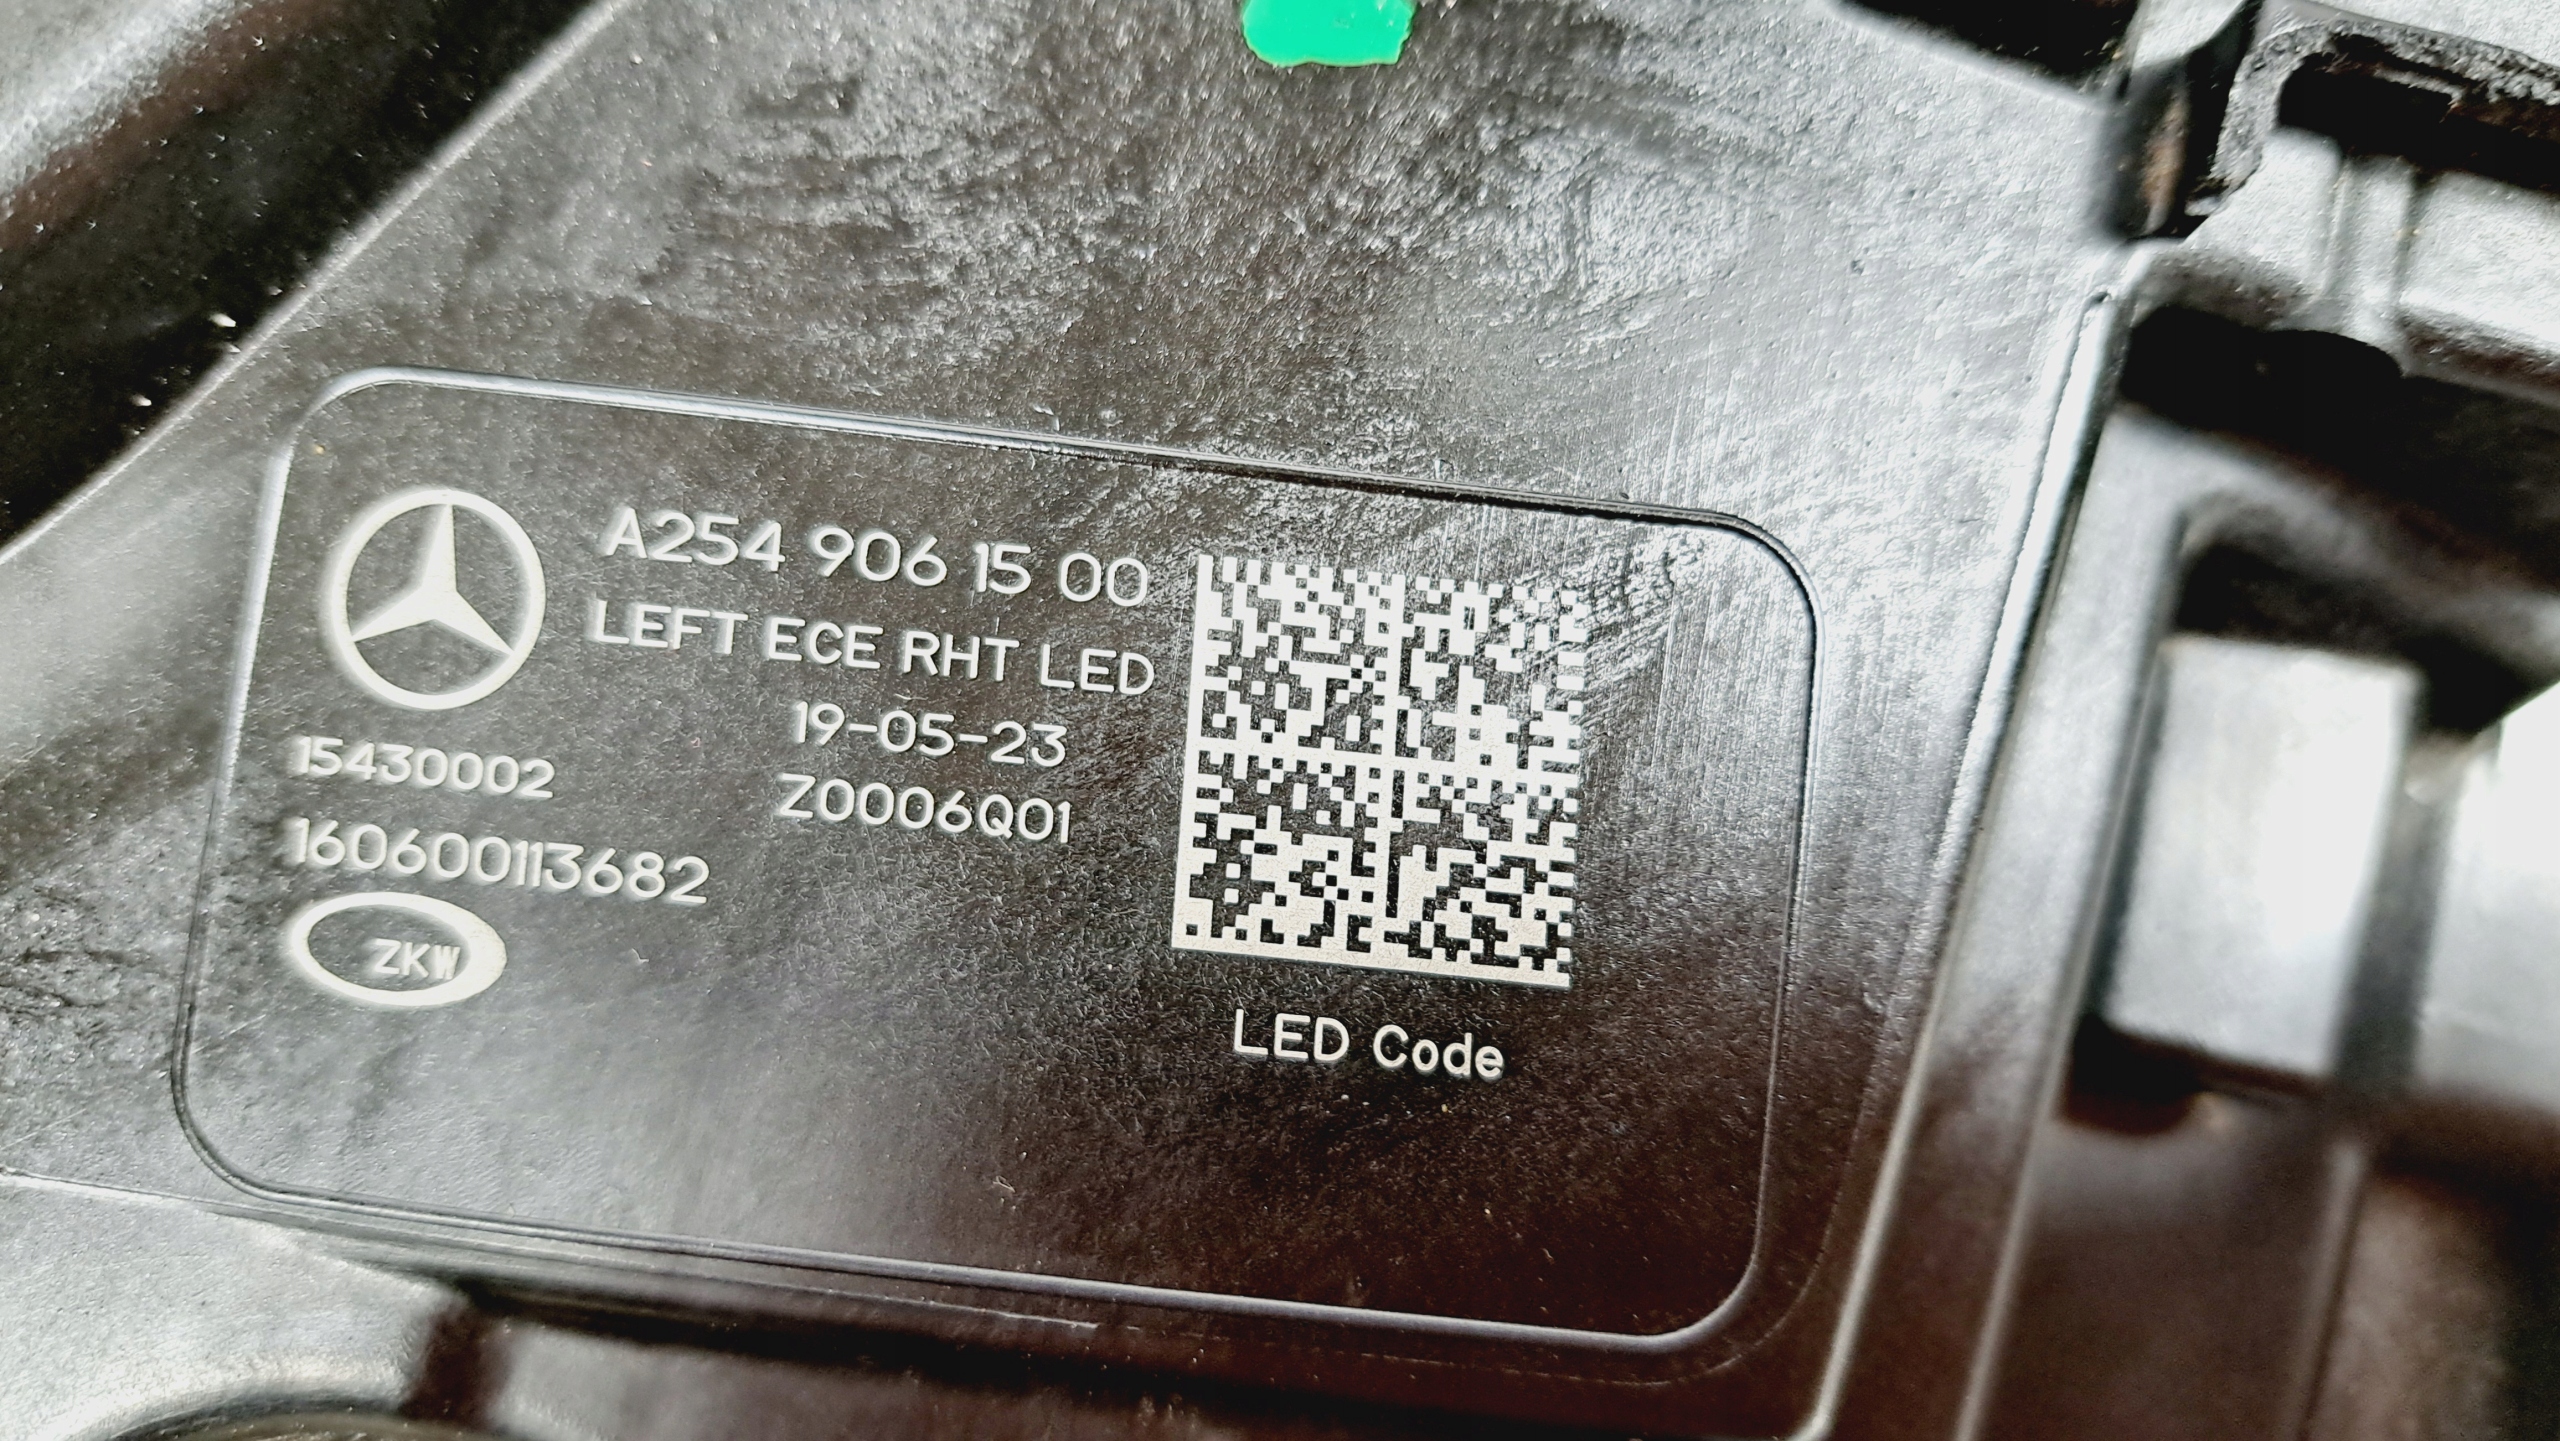 A254 906 15 00
LEFT ECE RHT LED
19-05-23
Z0006Q01
15430002
160600113682
ZKW
LED Code